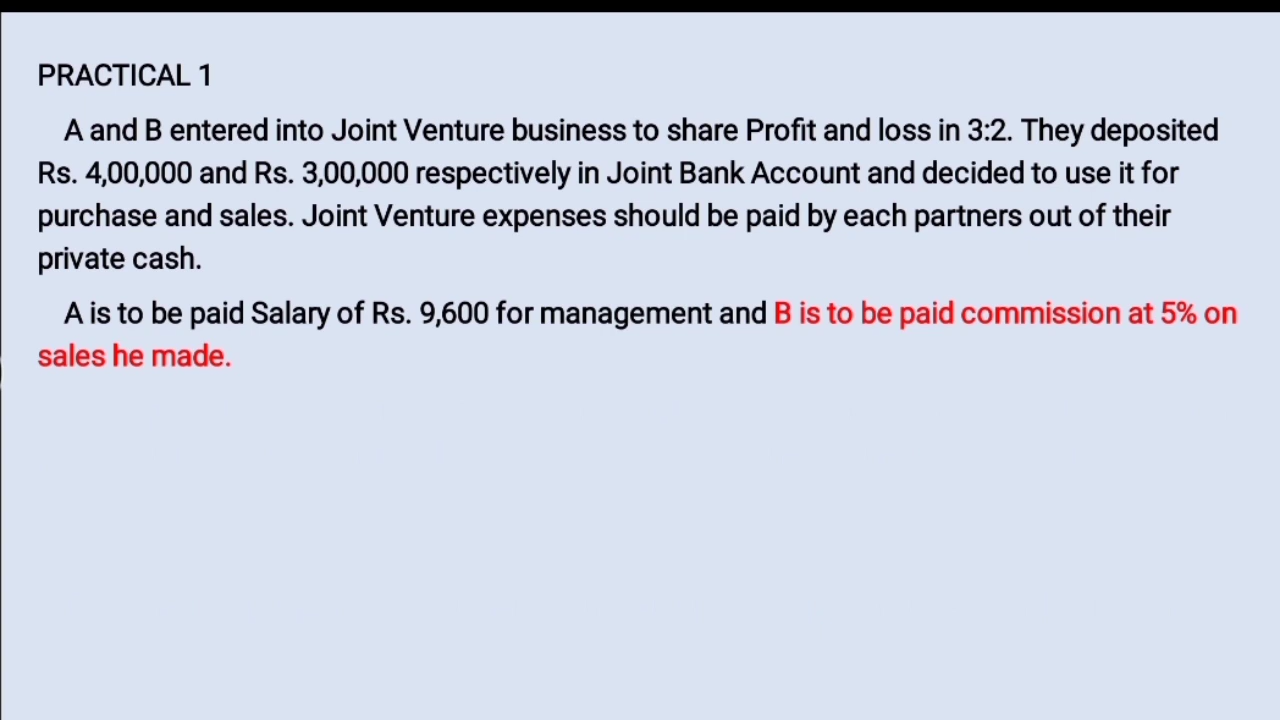 PRACTICAL 1
A and B entered into Joint Venture business to share Profit and loss in 3:2. They deposited
Rs. 4,00,000 and Rs. 3,00,000 respectively in Joint Bank Account and decided to use it for
purchase and sales. Joint Venture expenses should be paid by each partners out of their
private cash.
A is to be paid Salary of Rs. 9,600 for management and B is to be paid commission at 5% on
sales he made.